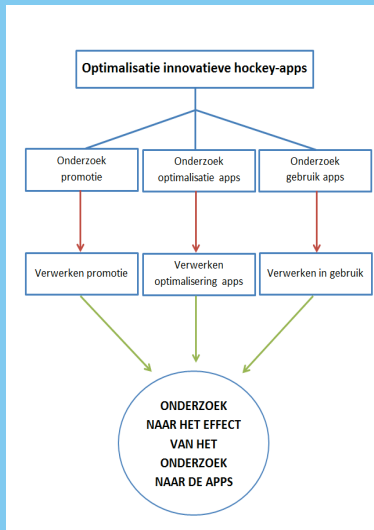 Optimalisatie innovatieve hockey-apps
Onderzoek
promotie
Onderzoek
optimalisatie apps
Onderzoek
gebruik apps
Verwerken promotie
Verwerken
optimalisering apps
Verwerken in gebruik
ONDERZOEK
NAAR HET EFFECT
VAN HET
ONDERZOEK
NAAR DE APPS